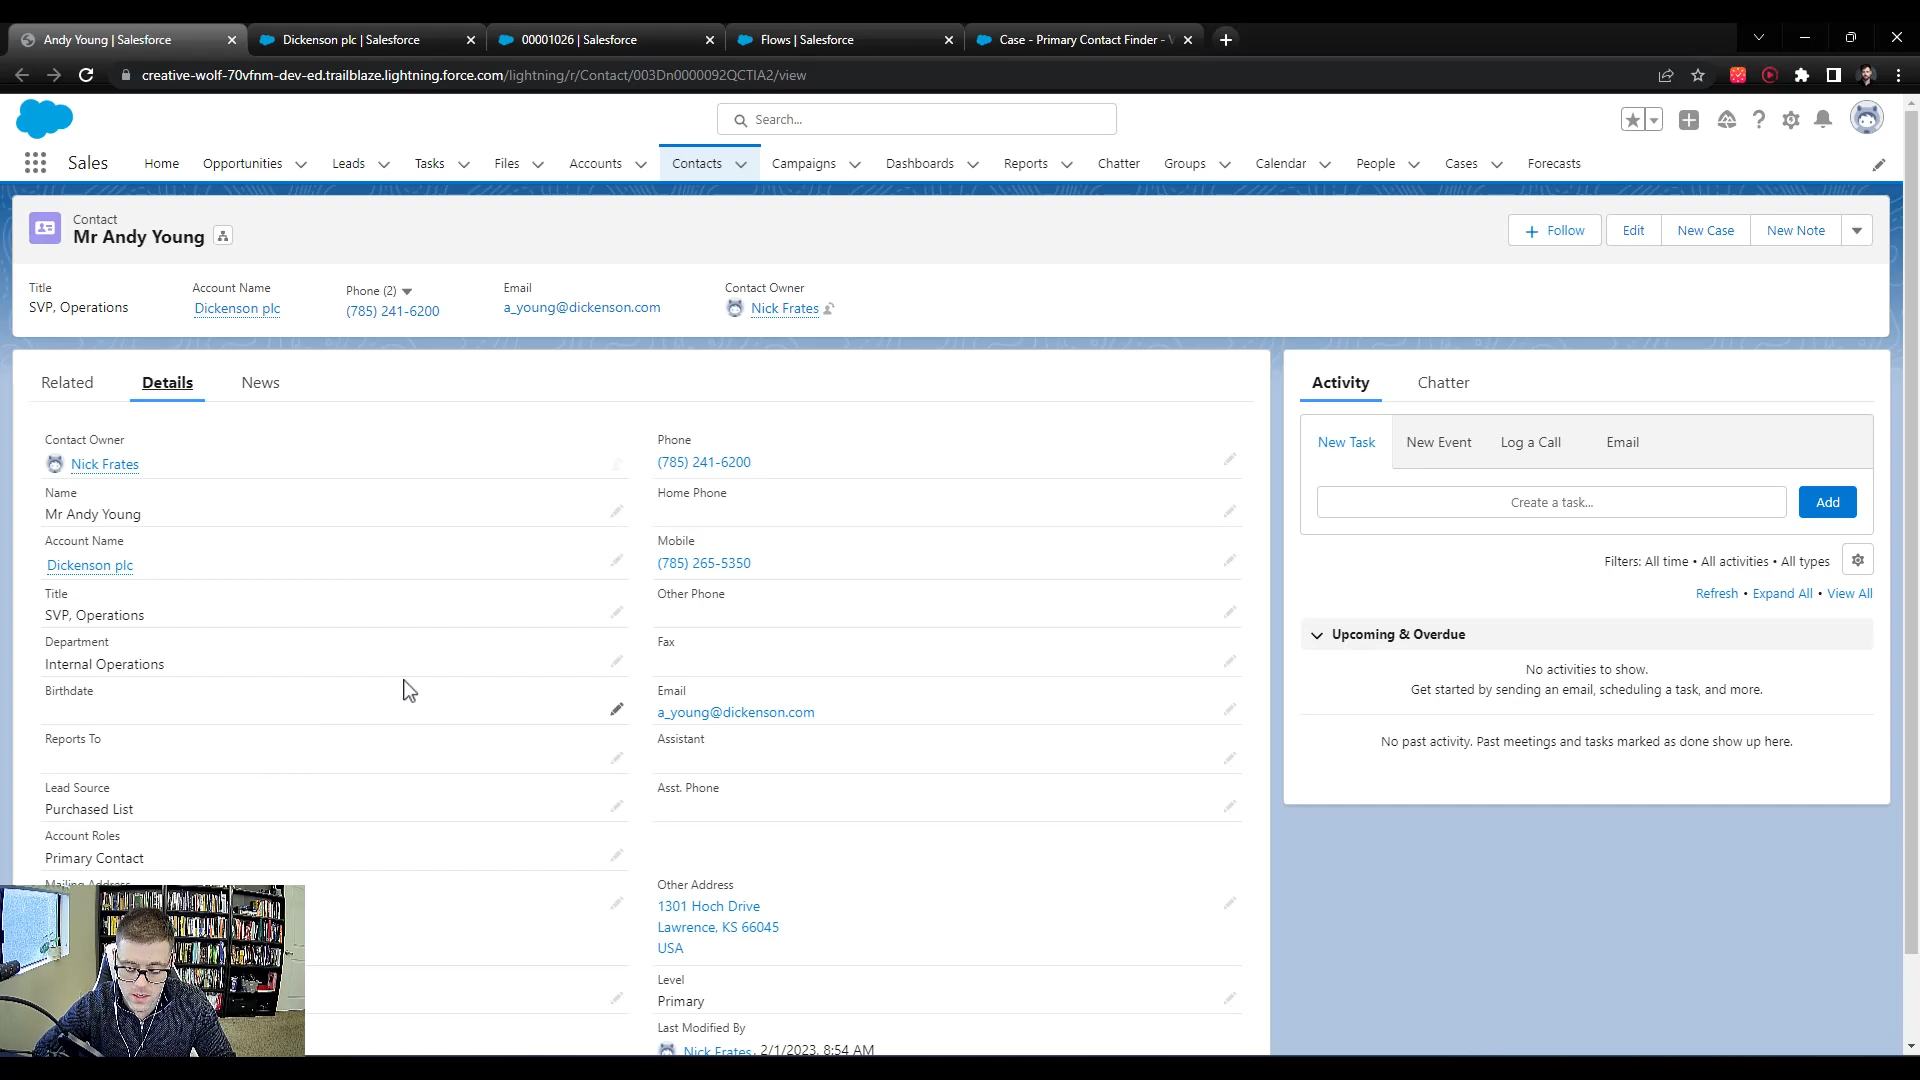 Andy Young | Salesforce
Dickenson plc | Salesforce
00001026 | Salesforce
Flows | Salesforce
Case - Primary Contact Finder -
creative-wolf-70vfnm-dev-ed.trailblaze.lightning.force.com/lightning/r/Contact/003Dn0000092QCTIA2/view
Search...
Sales
Home
Opportunities
Leads
Tasks
Files
Accounts
Contacts
Campaigns
Dashboards
Reports
Chatter
Groups
Calendar
People
Cases
Forecasts
Contact
Mr Andy Young
Follow
Edit
New Case
New Note
Title
SVP, Operations
Account Name
Dickenson plc
Phone (2)
(785) 241-6200
Email
a_young@dickenson.com
Contact Owner
Nick Frates
Related
Details
News
Contact Owner
Nick Frates
Name
Mr Andy Young
Account Name
Dickenson plc
Title
SVP, Operations
Department
Internal Operations
Birthdate
Reports To
Lead Source
Purchased List
Account Roles
Primary Contact
Mailing Address
Phone
(785) 241-6200
Home Phone
Mobile
(785) 265-5350
Other Phone
Fax
Email
a_young@dickenson.com
Assistant
Asst. Phone
Other Address
1301 Hoch Drive
Lawrence, KS 66045
USA
Level
Primary
Last Modified By
Nick Frates, 2/1/2023, 8:54 AM
Activity
Chatter
New Task
New Event
Log a Call
Email
Create a task...
Add
Filters: All time • All activities • All types
Refresh • Expand All • View All
Upcoming & Overdue
No activities to show.
Get started by sending an email, scheduling a task, and more.
No past activity. Past meetings and tasks marked as done show up here.